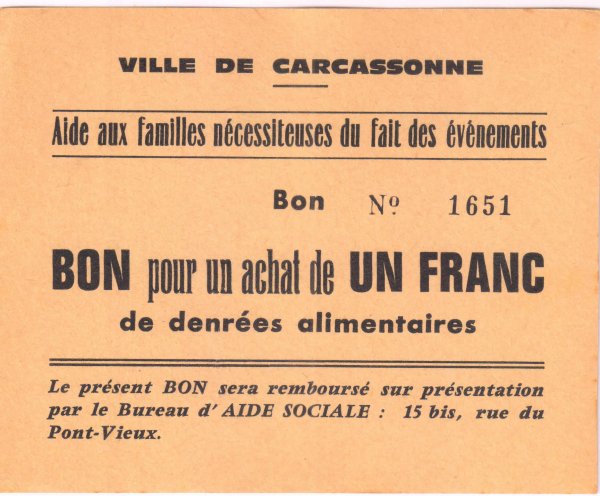 VILLE DE CARCASSONNE
Aide aux familles nécessiteuses du fait des événements
Bon Nº 1651
BON pour un achat de UN FRANC
de denrées alimentaires
Le présent BON sera remboursé sur présentation
par le Bureau d'AIDE SOCIALE : 15 bis, rue du
Pont-Vieux.